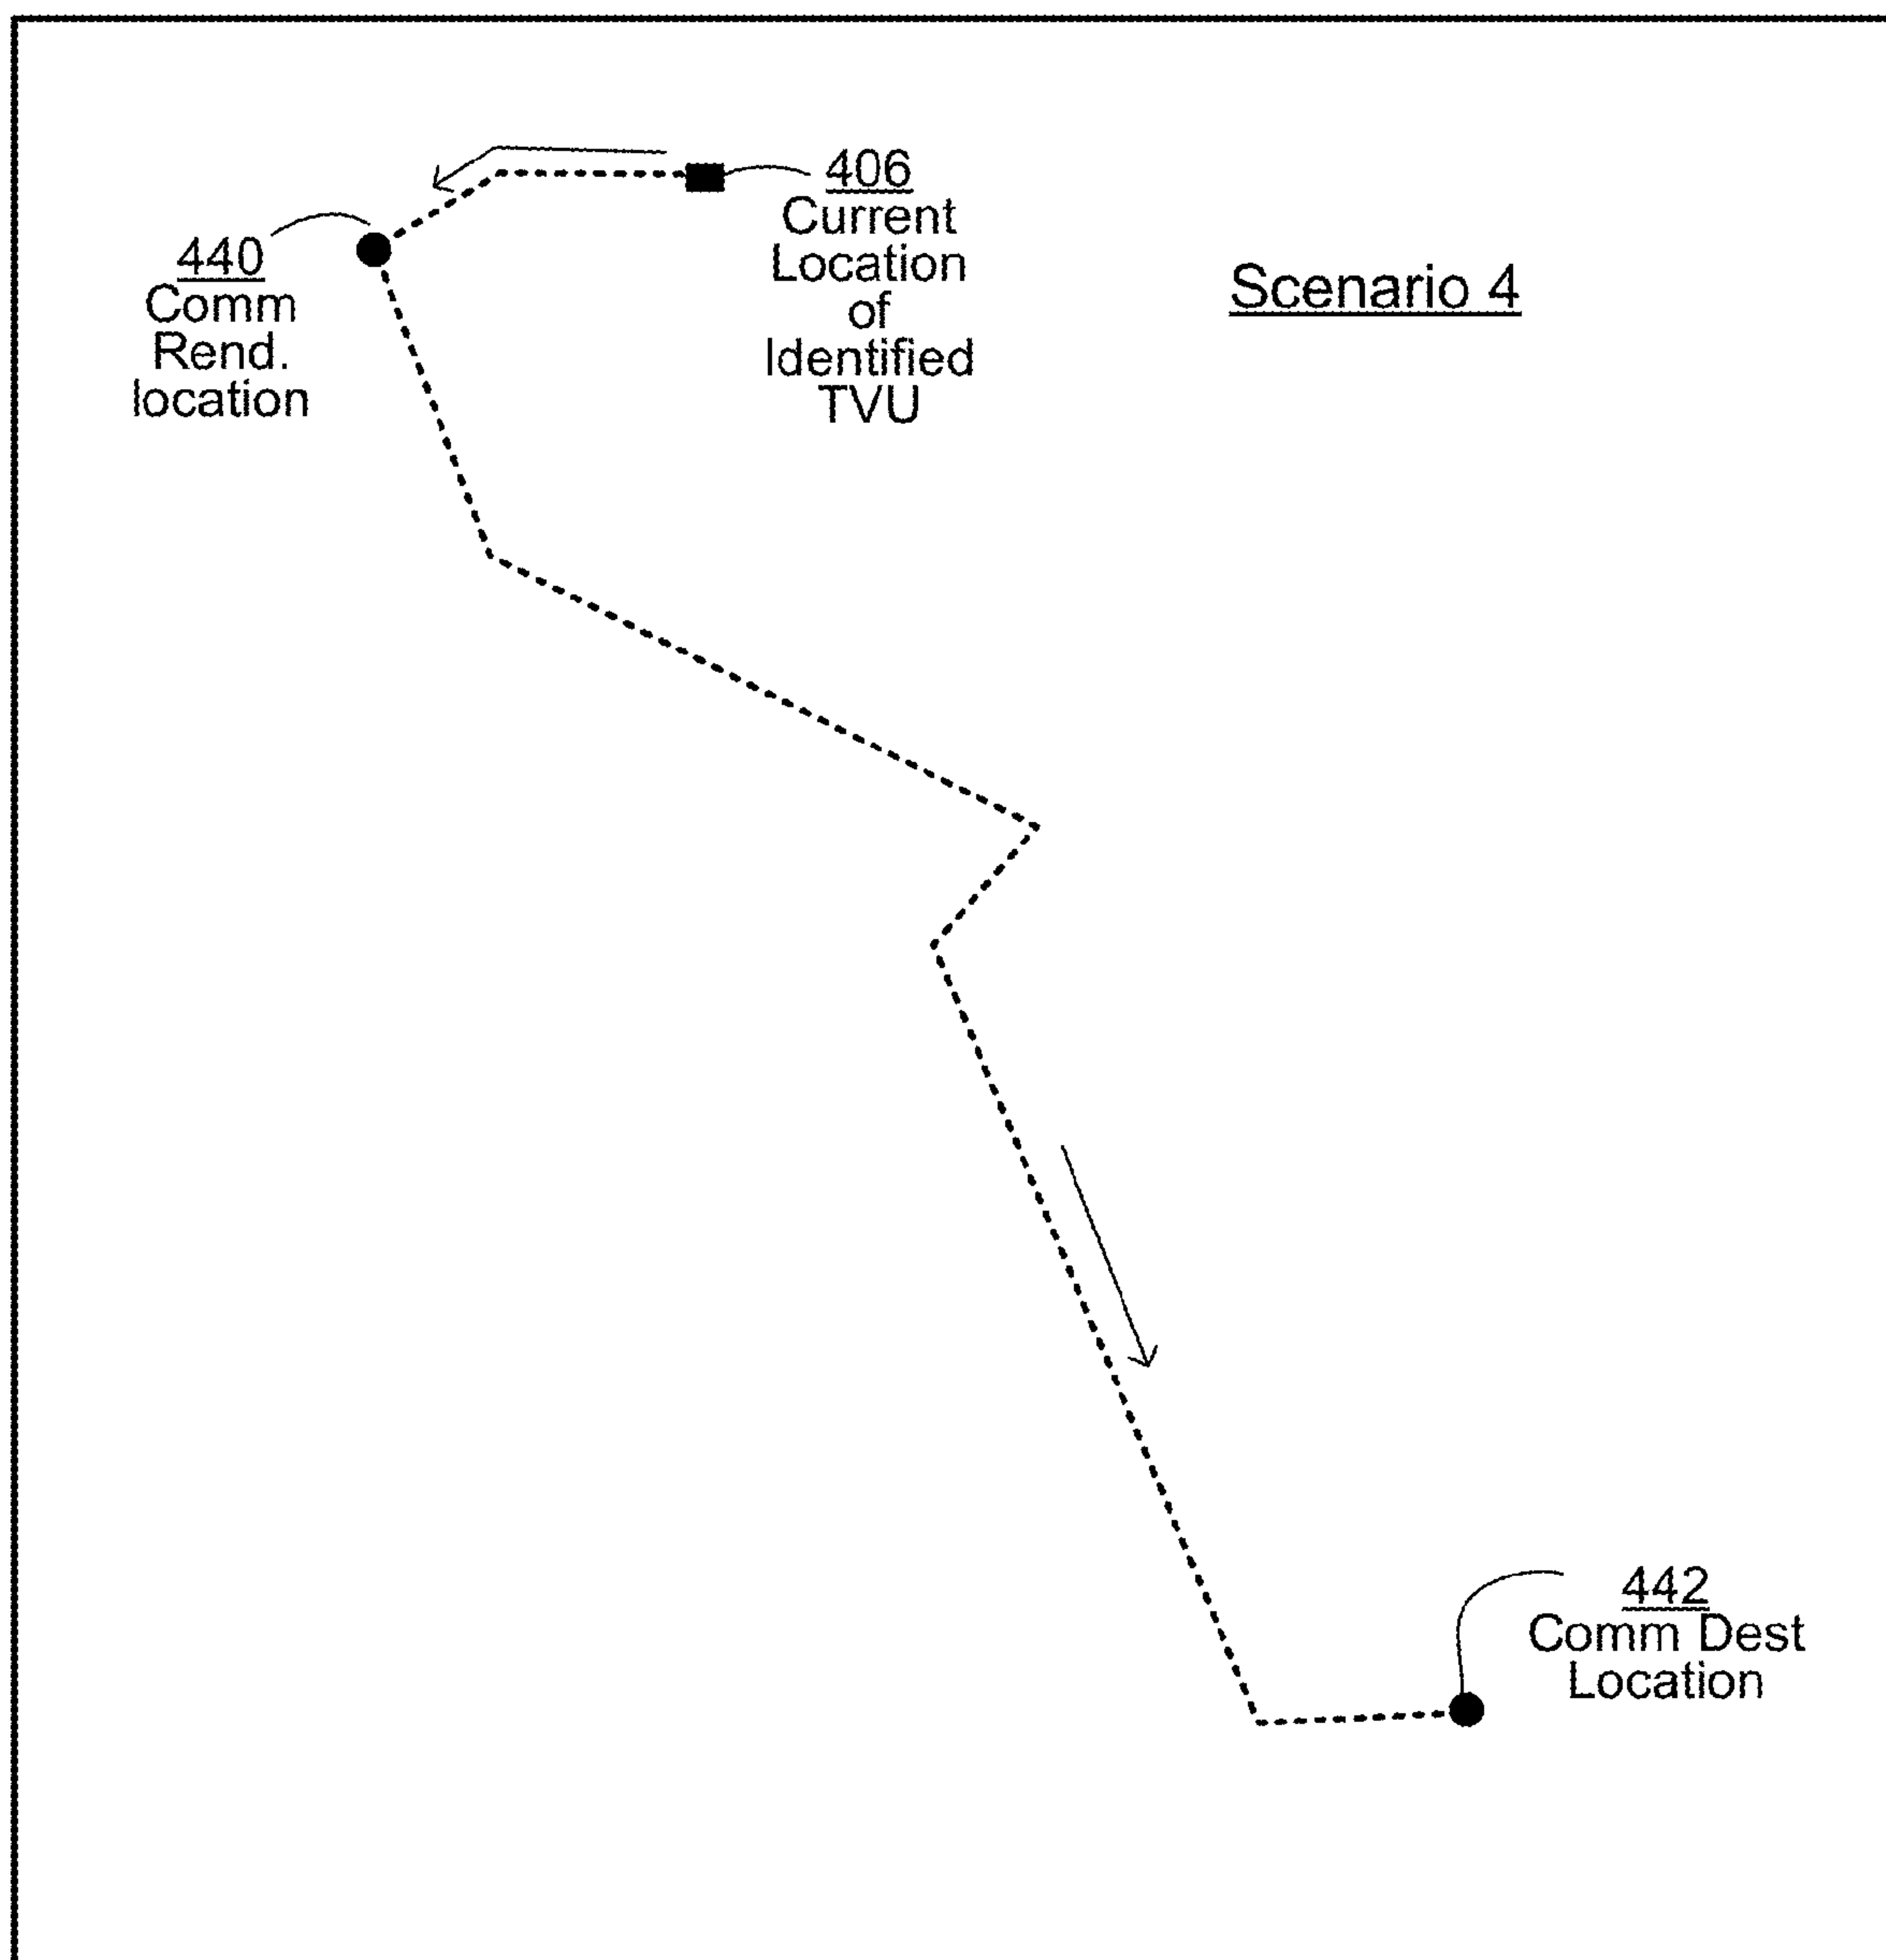 406
Current
Location
of
Identified
TVU
440
Comm
Rend.
location
Scenario 4
442
Comm Dest
Location